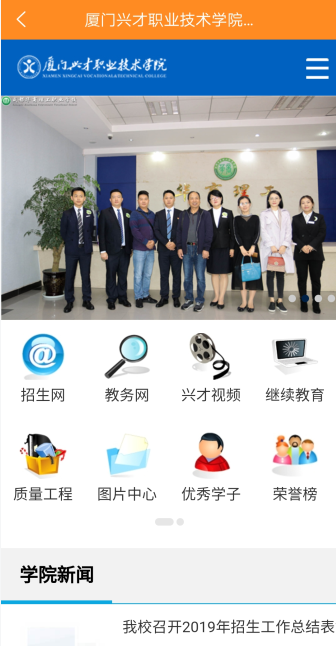 厦门兴才职业技术学院...
厦门兴才职业技术学院
XIAMEN XINGCAI VOCATIONAL&TECHNICAL COLLEGE
招生网 教务网 兴才视频 继续教育
质量工程 图片中心 优秀学子 荣誉榜
学院新闻
我校召开2019年招生工作总结表